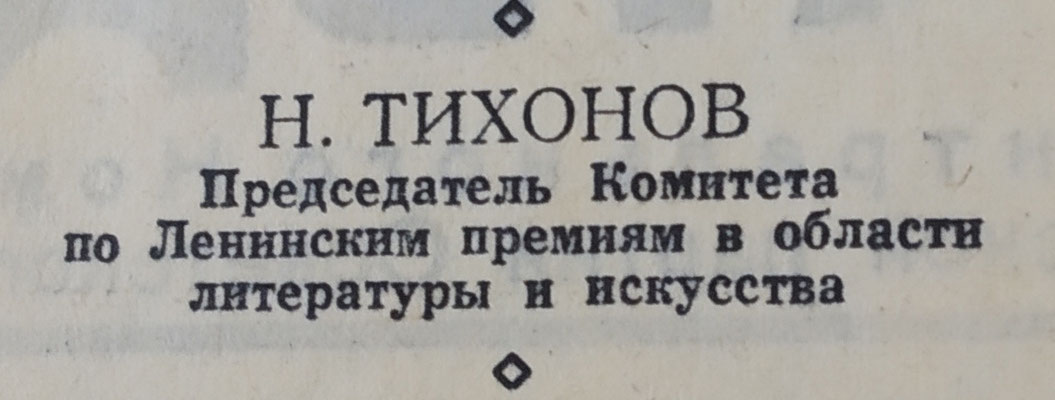 Н. ТИХОНОВ
Председатель Комитета
по Ленинским премиям в области
литературы и искусства